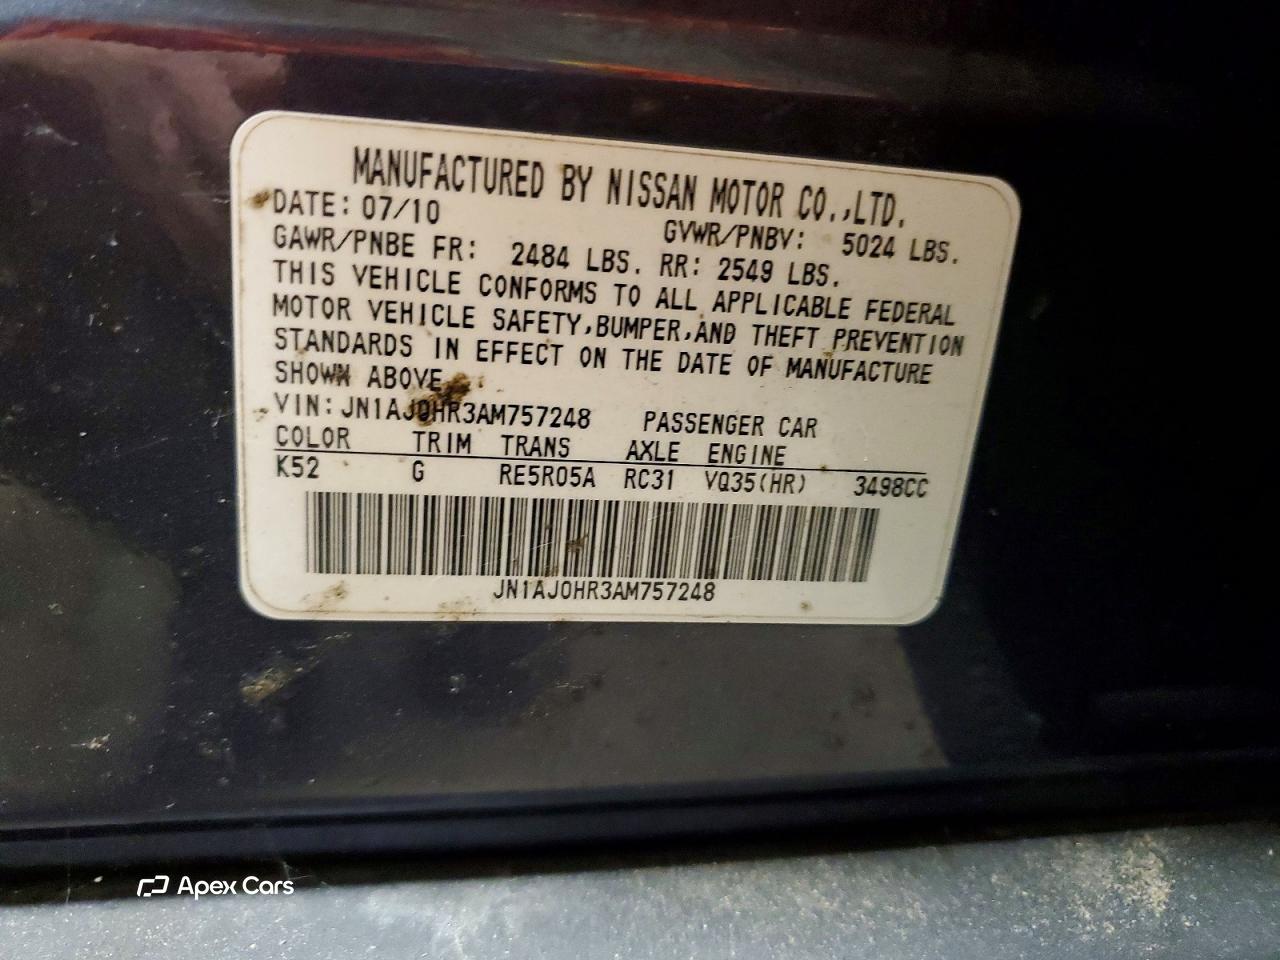 MANUFACTURED BY NISSAN MOTOR CO.,LTD.
DATE: 07/10 GVWR/PNBV: 5024 LBS.
GAWR/PNBE FR: 2484 LBS. RR: 2549 LBS.
THIS VEHICLE CONFORMS TO ALL APPLICABLE FEDERAL
MOTOR VEHICLE SAFETY,BUMPER,AND THEFT PREVENTION
STANDARDS IN EFFECT ON THE DATE OF MANUFACTURE
SHOWN ABOVE.
VIN: JN1AJ0HR3AM757248 PASSENGER CAR
COLOR TRIM TRANS AXLE ENGINE
K52 G RE5R05A RC31 VQ35(HR) 3498CC
JN1AJ0HR3AM757248
Apex Cars